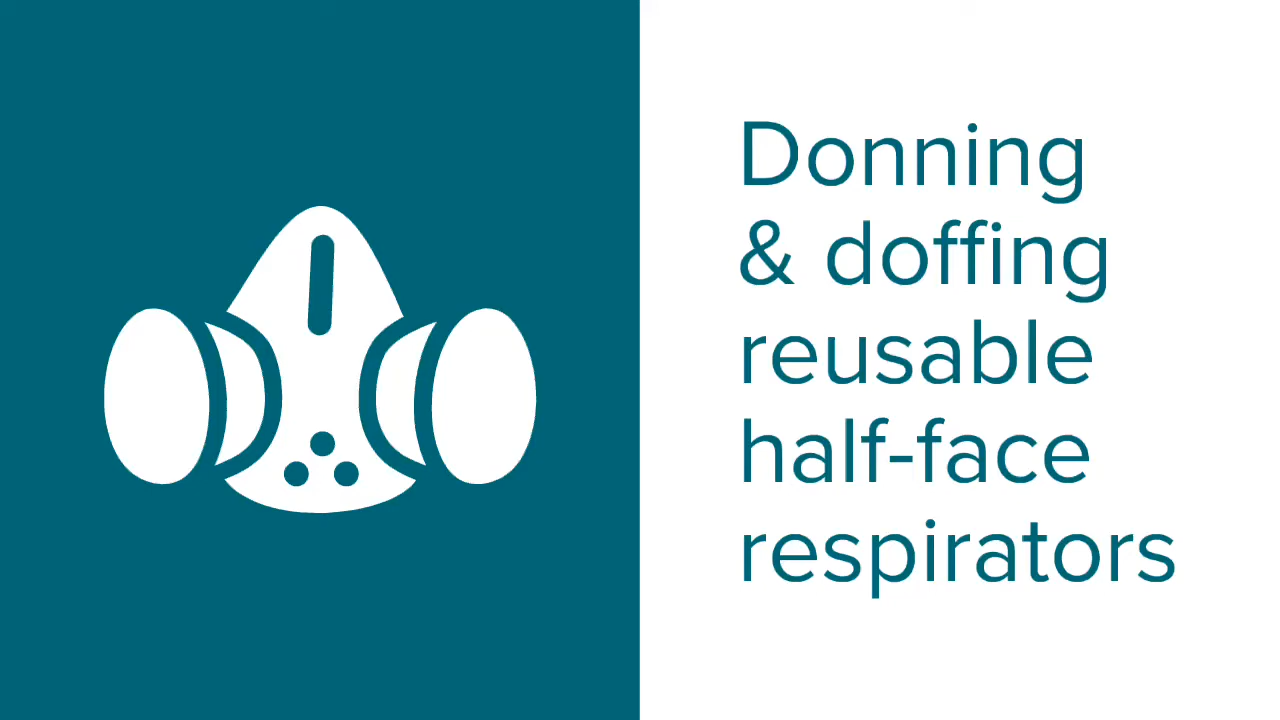 Donning
& doffing
reusable
half-face
respirators